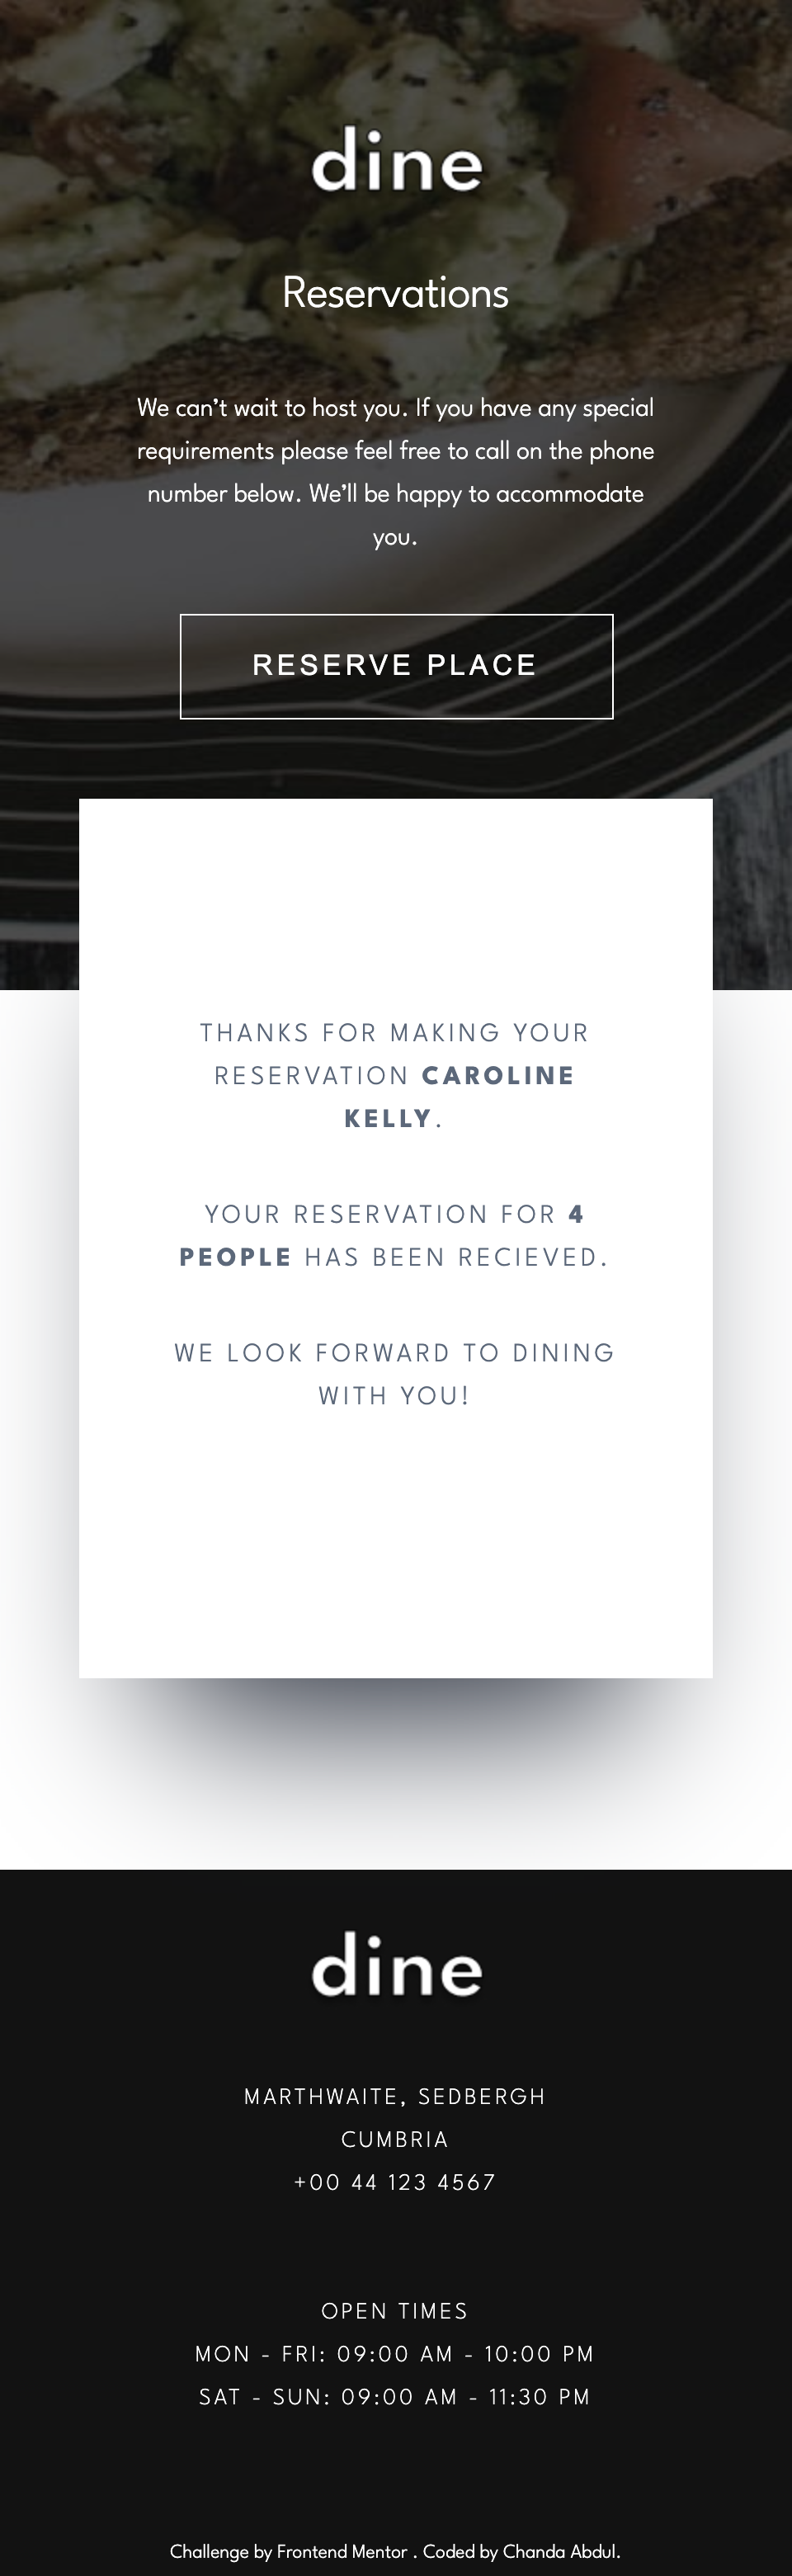 dine
Reservations
We can’t wait to host you. If you have any special
requirements please feel free to call on the phone
number below. We’ll be happy to accommodate
you.
RESERVE PLACE
THANKS FOR MAKING YOUR
RESERVATION CAROLINE
KELLY.
YOUR RESERVATION FOR 4
PEOPLE HAS BEEN RECIEVED.
WE LOOK FORWARD TO DINING
WITH YOU!
dine
MARTHWAITE, SEDBERGH
CUMBRIA
+00 44 123 4567
OPEN TIMES
MON - FRI: 09:00 AM - 10:00 PM
SAT - SUN: 09:00 AM - 11:30 PM
Challenge by Frontend Mentor . Coded by Chanda Abdul.